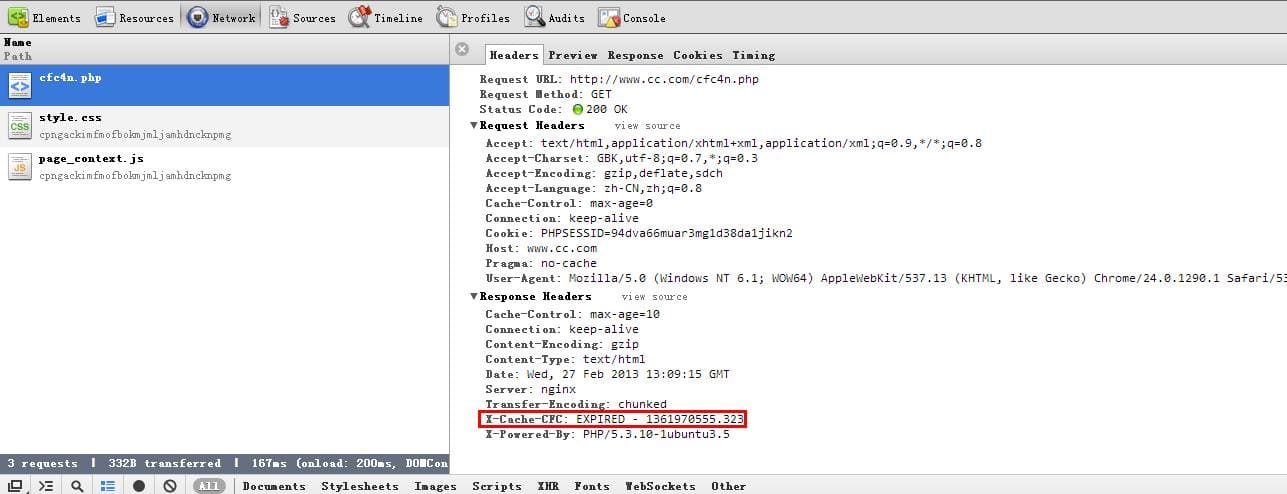 Elements Resources Network Sources Timeline Profiles Audits Console
Name
Path
cfc4n.php
style.css
cpngackimfmofbokmjmljamhdncknpmg
page_context.js
cpngackimfmofbokmjmljamhdncknpmg
Headers Preview Response Cookies Timing
Request URL: http://www.cc.com/cfc4n.php
Request Method: GET
Status Code: 200 OK
Request Headers view source
Accept: text/html,application/xhtml+xml,application/xml;q=0.9,*/*;q=0.8
Accept-Charset: GBK,utf-8;q=0.7,*;q=0.3
Accept-Encoding: gzip,deflate,sdch
Accept-Language: zh-CN,zh;q=0.8
Cache-Control: max-age=0
Connection: keep-alive
Cookie: PHPSESSID=94dva66muar3mg1d38da1jikn2
Host: www.cc.com
Pragma: no-cache
User-Agent: Mozilla/5.0 (Windows NT 6.1; WOW64) AppleWebKit/537.13 (KHTML, like Gecko) Chrome/24.0.1290.1 Safari/53
Response Headers view source
Cache-Control: max-age=10
Connection: keep-alive
Content-Encoding: gzip
Content-Type: text/html
Date: Wed, 27 Feb 2013 13:09:15 GMT
Server: nginx
Transfer-Encoding: chunked
X-Cache-CFC: EXPIRED - 1361970555.323
X-Powered-By: PHP/5.3.10-1ubuntu3.5
3 requests | 332B transferred | 167ms (onload: 200ms, DOMCon
All Documents Stylesheets Images Scripts XHR Fonts WebSockets Other